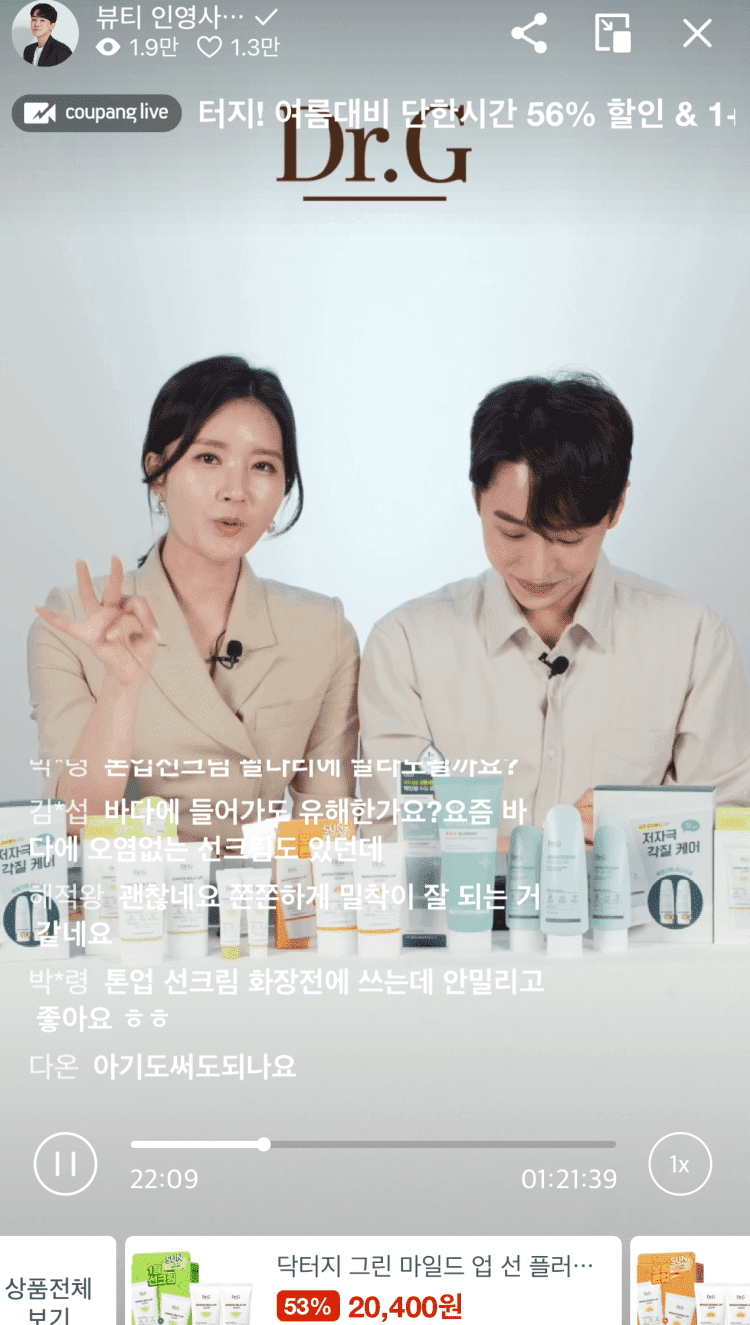 뷰티 인영사…
1.9만 1.3만
coupang live 터지! 여름대비 단한시간 56% 할인 & 1+
Dr.G
김*섭 바다에 들어가도 유해한가요?요즘 바
다에 오염없는 선크림도 있던데
해적왕 괜찮네요 쫀쫀하게 밀착이 잘 되는 거
같네요
박*령 톤업 선크림 화장전에 쓰는데 안밀리고
좋아요 ㅎㅎ
다온 아기도써도되나요
저자극
각질 케어
SUN
22:09 01:21:39
1x
상품전체
보기
닥터지 그린 마일드 업 선 플러…
53% 20,400원